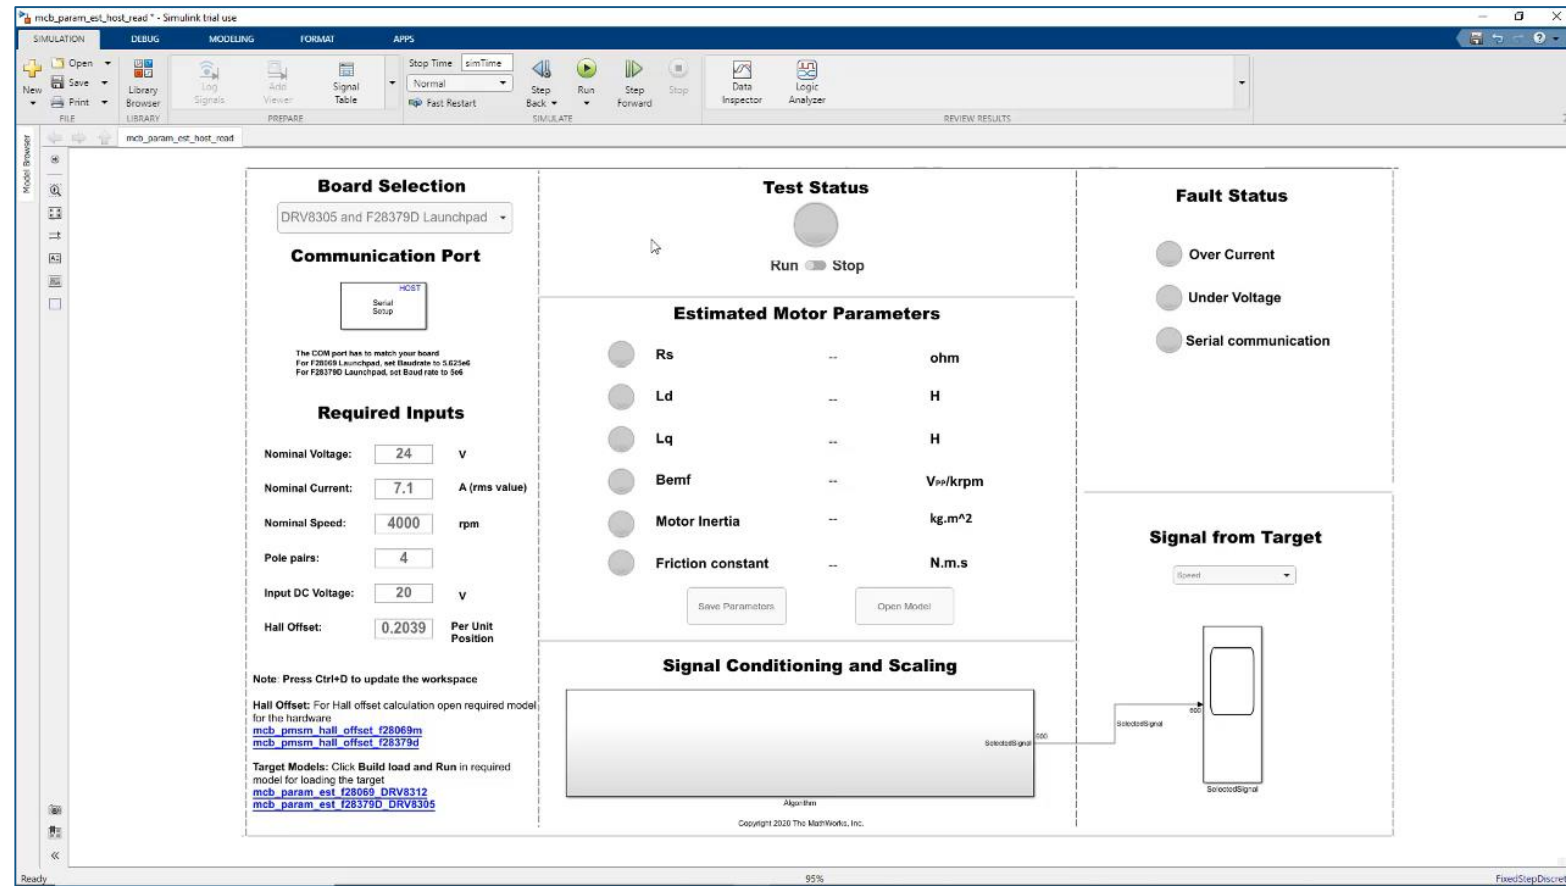 mcb_param_est_host_read * - Simulink trial use
SIMULATION DEBUG MODELING FORMAT APPS
New
Open
Save
Print
FILE
Library Browser
LIBRARY
Log Signals
Add Viewer
Signal Table
PREPARE
Stop Time simTime
Normal
Fast Restart
Step Back
Run
Step Forward
Stop
SIMULATE
Data Inspector
Logic Analyzer
REVIEW RESULTS
Model Browser
mcb_param_est_host_read
Board Selection
DRV8305 and F28379D Launchpad
Communication Port
HOST
Serial
Setup
The COM port has to match your board
For F28069 Launchpad, set Baudrate to 5.625e6
For F28379D Launchpad, set Baud rate to 5e6
Required Inputs
Nominal Voltage: 24 V
Nominal Current: 7.1 A (rms value)
Nominal Speed: 4000 rpm
Pole pairs: 4
Input DC Voltage: 20 V
Hall Offset: 0.2039 Per Unit
Position
Note: Press Ctrl+D to update the workspace
Hall Offset: For Hall offset calculation open required model
for the hardware
mcb_pmsm_hall_offset_f28069m
mcb_pmsm_hall_offset_f28379d
Target Models: Click Build load and Run in required
model for loading the target
mcb_param_est_f28069_DRV8312
mcb_param_est_f28379D_DRV8305
Test Status
Run Stop
Estimated Motor Parameters
Rs -- ohm
Ld -- H
Lq -- H
Bemf -- VPP/krpm
Motor Inertia -- kg.m^2
Friction constant -- N.m.s
Save Parameters Open Model
Signal Conditioning and Scaling
SelectedSignal
600
Algorithm
Copyright 2020 The MathWorks, Inc.
Fault Status
Over Current
Under Voltage
Serial communication
Signal from Target
Speed
SelectedSignal
600
SelectedSignal
Ready 95% FixedStepDiscret